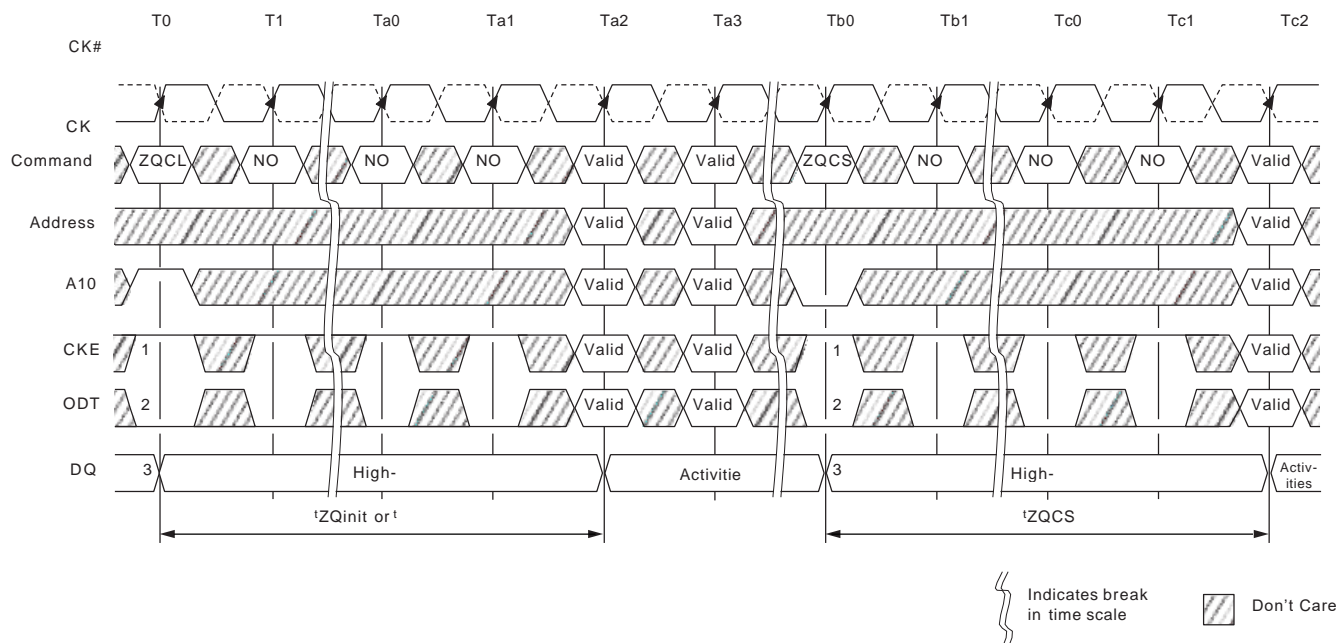 T0 T1 Ta0 Ta1 Ta2 Ta3 Tb0 Tb1 Tc0 Tc1 Tc2
CK#
CK
Command ZQCL NO NO NO Valid Valid ZQCS NO NO NO Valid
Address Valid Valid Valid
A10 Valid Valid Valid
CKE 1 Valid Valid 1 Valid
ODT 2 Valid Valid 2 Valid
DQ 3 High- Activitie 3 High- Activ-
ities
tZQinit or t tZQCS
Indicates break
in time scale
Don't Care